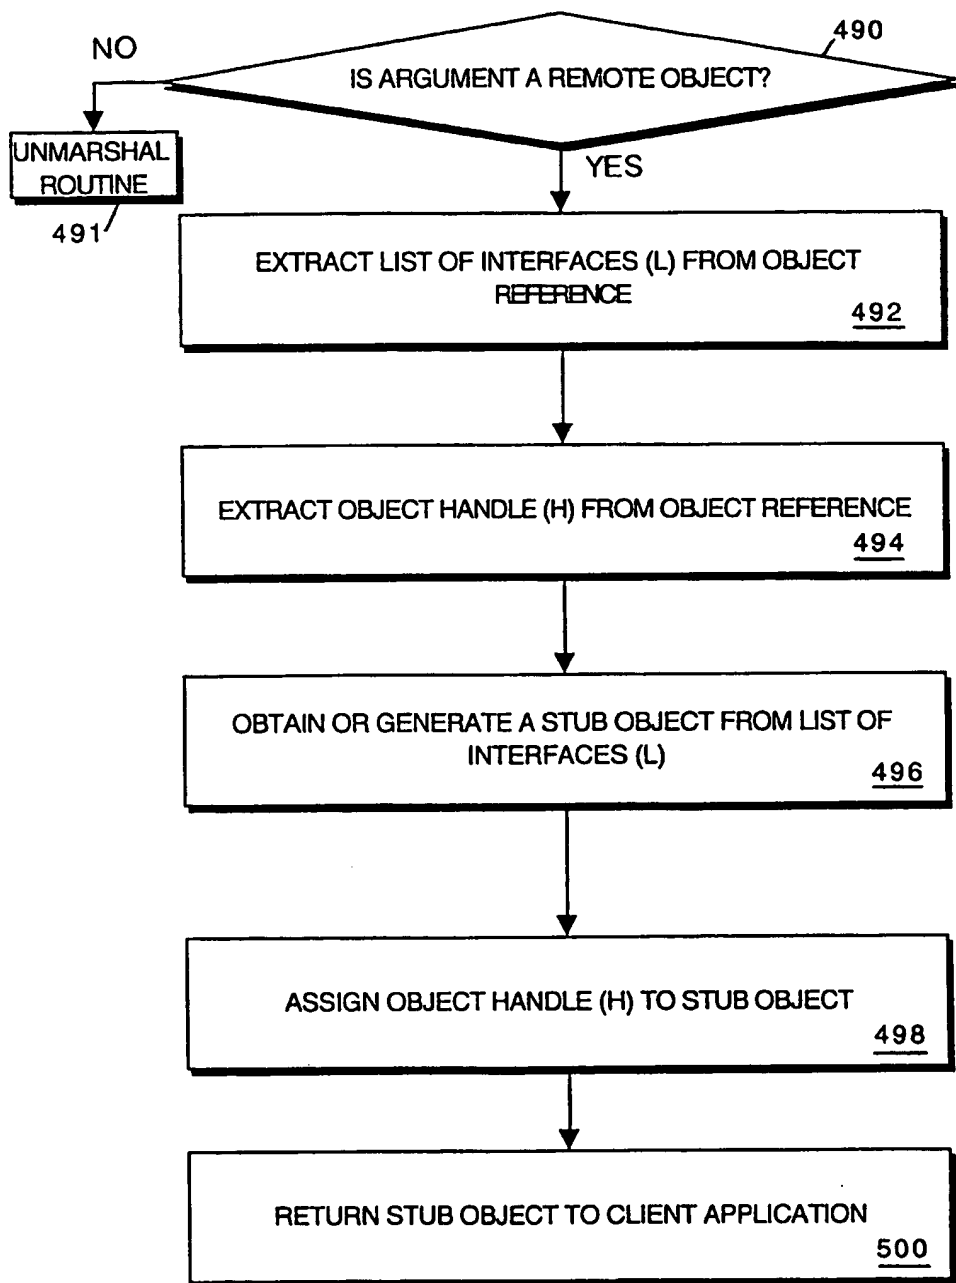 490
NO
IS ARGUMENT A REMOTE OBJECT?
UNMARSHAL
ROUTINE
491
YES
EXTRACT LIST OF INTERFACES (L) FROM OBJECT
REFERENCE
492
EXTRACT OBJECT HANDLE (H) FROM OBJECT REFERENCE
494
OBTAIN OR GENERATE A STUB OBJECT FROM LIST OF
INTERFACES (L)
496
ASSIGN OBJECT HANDLE (H) TO STUB OBJECT
498
RETURN STUB OBJECT TO CLIENT APPLICATION
500